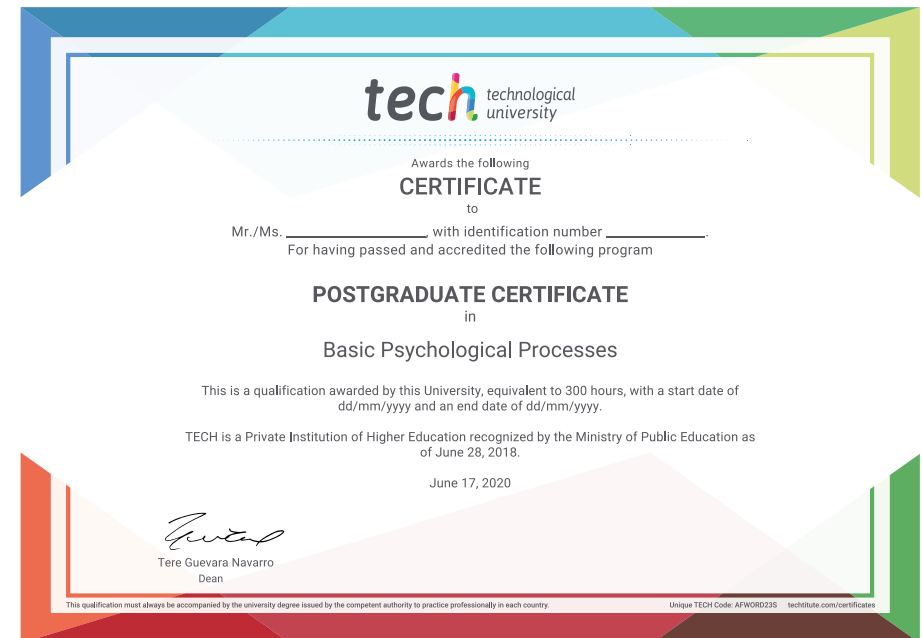 tech technological
university
Awards the following
CERTIFICATE
to
Mr./Ms. ____________________, with identification number ______________.
For having passed and accredited the following program
POSTGRADUATE CERTIFICATE
in
Basic Psychological Processes
This is a qualification awarded by this University, equivalent to 300 hours, with a start date of
dd/mm/yyyy and an end date of dd/mm/yyyy.
TECH is a Private Institution of Higher Education recognized by the Ministry of Public Education as
of June 28, 2018.
June 17, 2020
Tere Guevara Navarro
Dean
This qualification must always be accompanied by the university degree issued by the competent authority to practice professionally in each country. Unique TECH Code: AFWORD23S techtitute.com/certificates